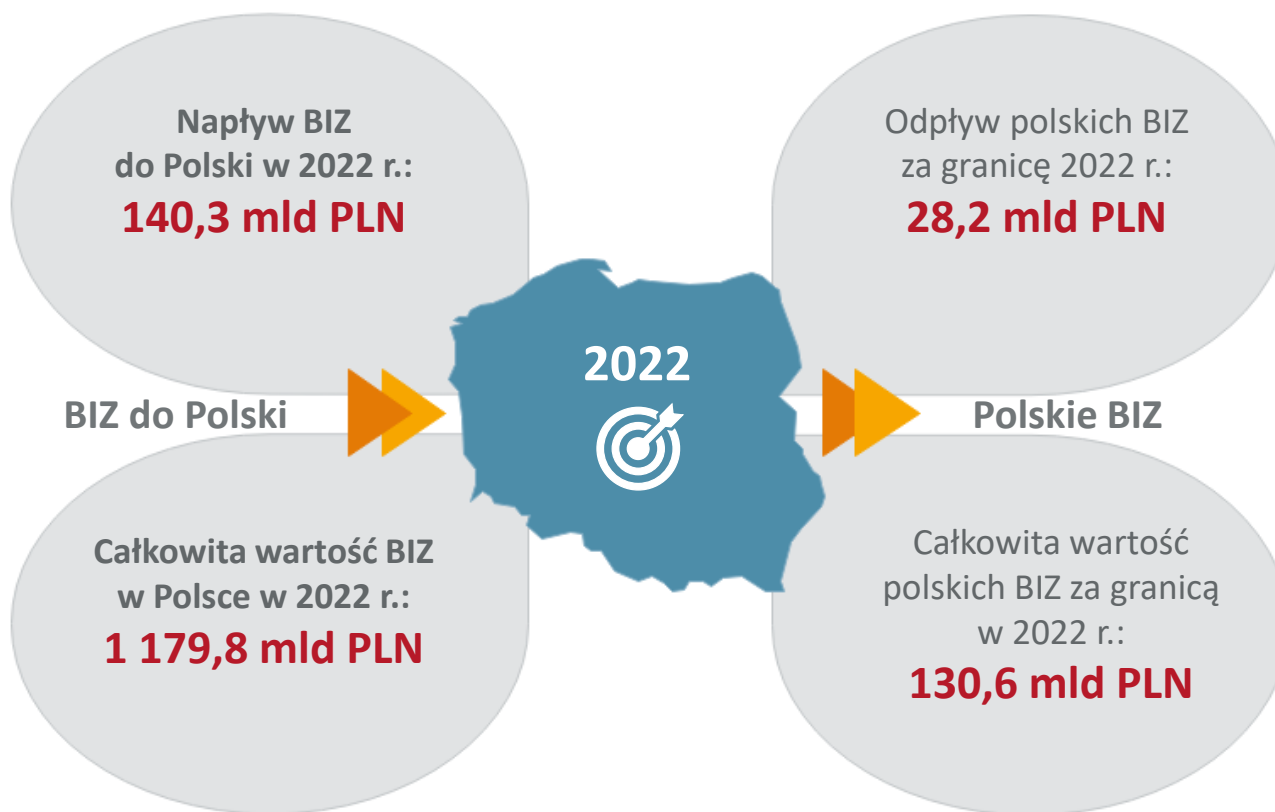 Napływ BIZ
do Polski w 2022 r.:
140,3 mld PLN
Odpływ polskich BIZ
za granicę 2022 r.:
28,2 mld PLN
2022
BIZ do Polski
Polskie BIZ
Całkowita wartość BIZ
w Polsce w 2022 r.:
1 179,8 mld PLN
Całkowita wartość
polskich BIZ za granicą
w 2022 r.:
130,6 mld PLN